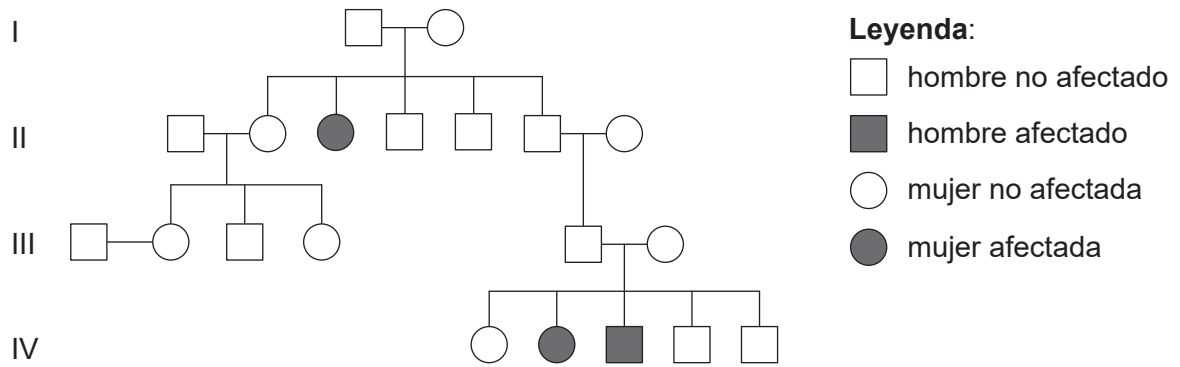 I
II
III
IV
Leyenda:
hombre no afectado
hombre afectado
mujer no afectada
mujer afectada